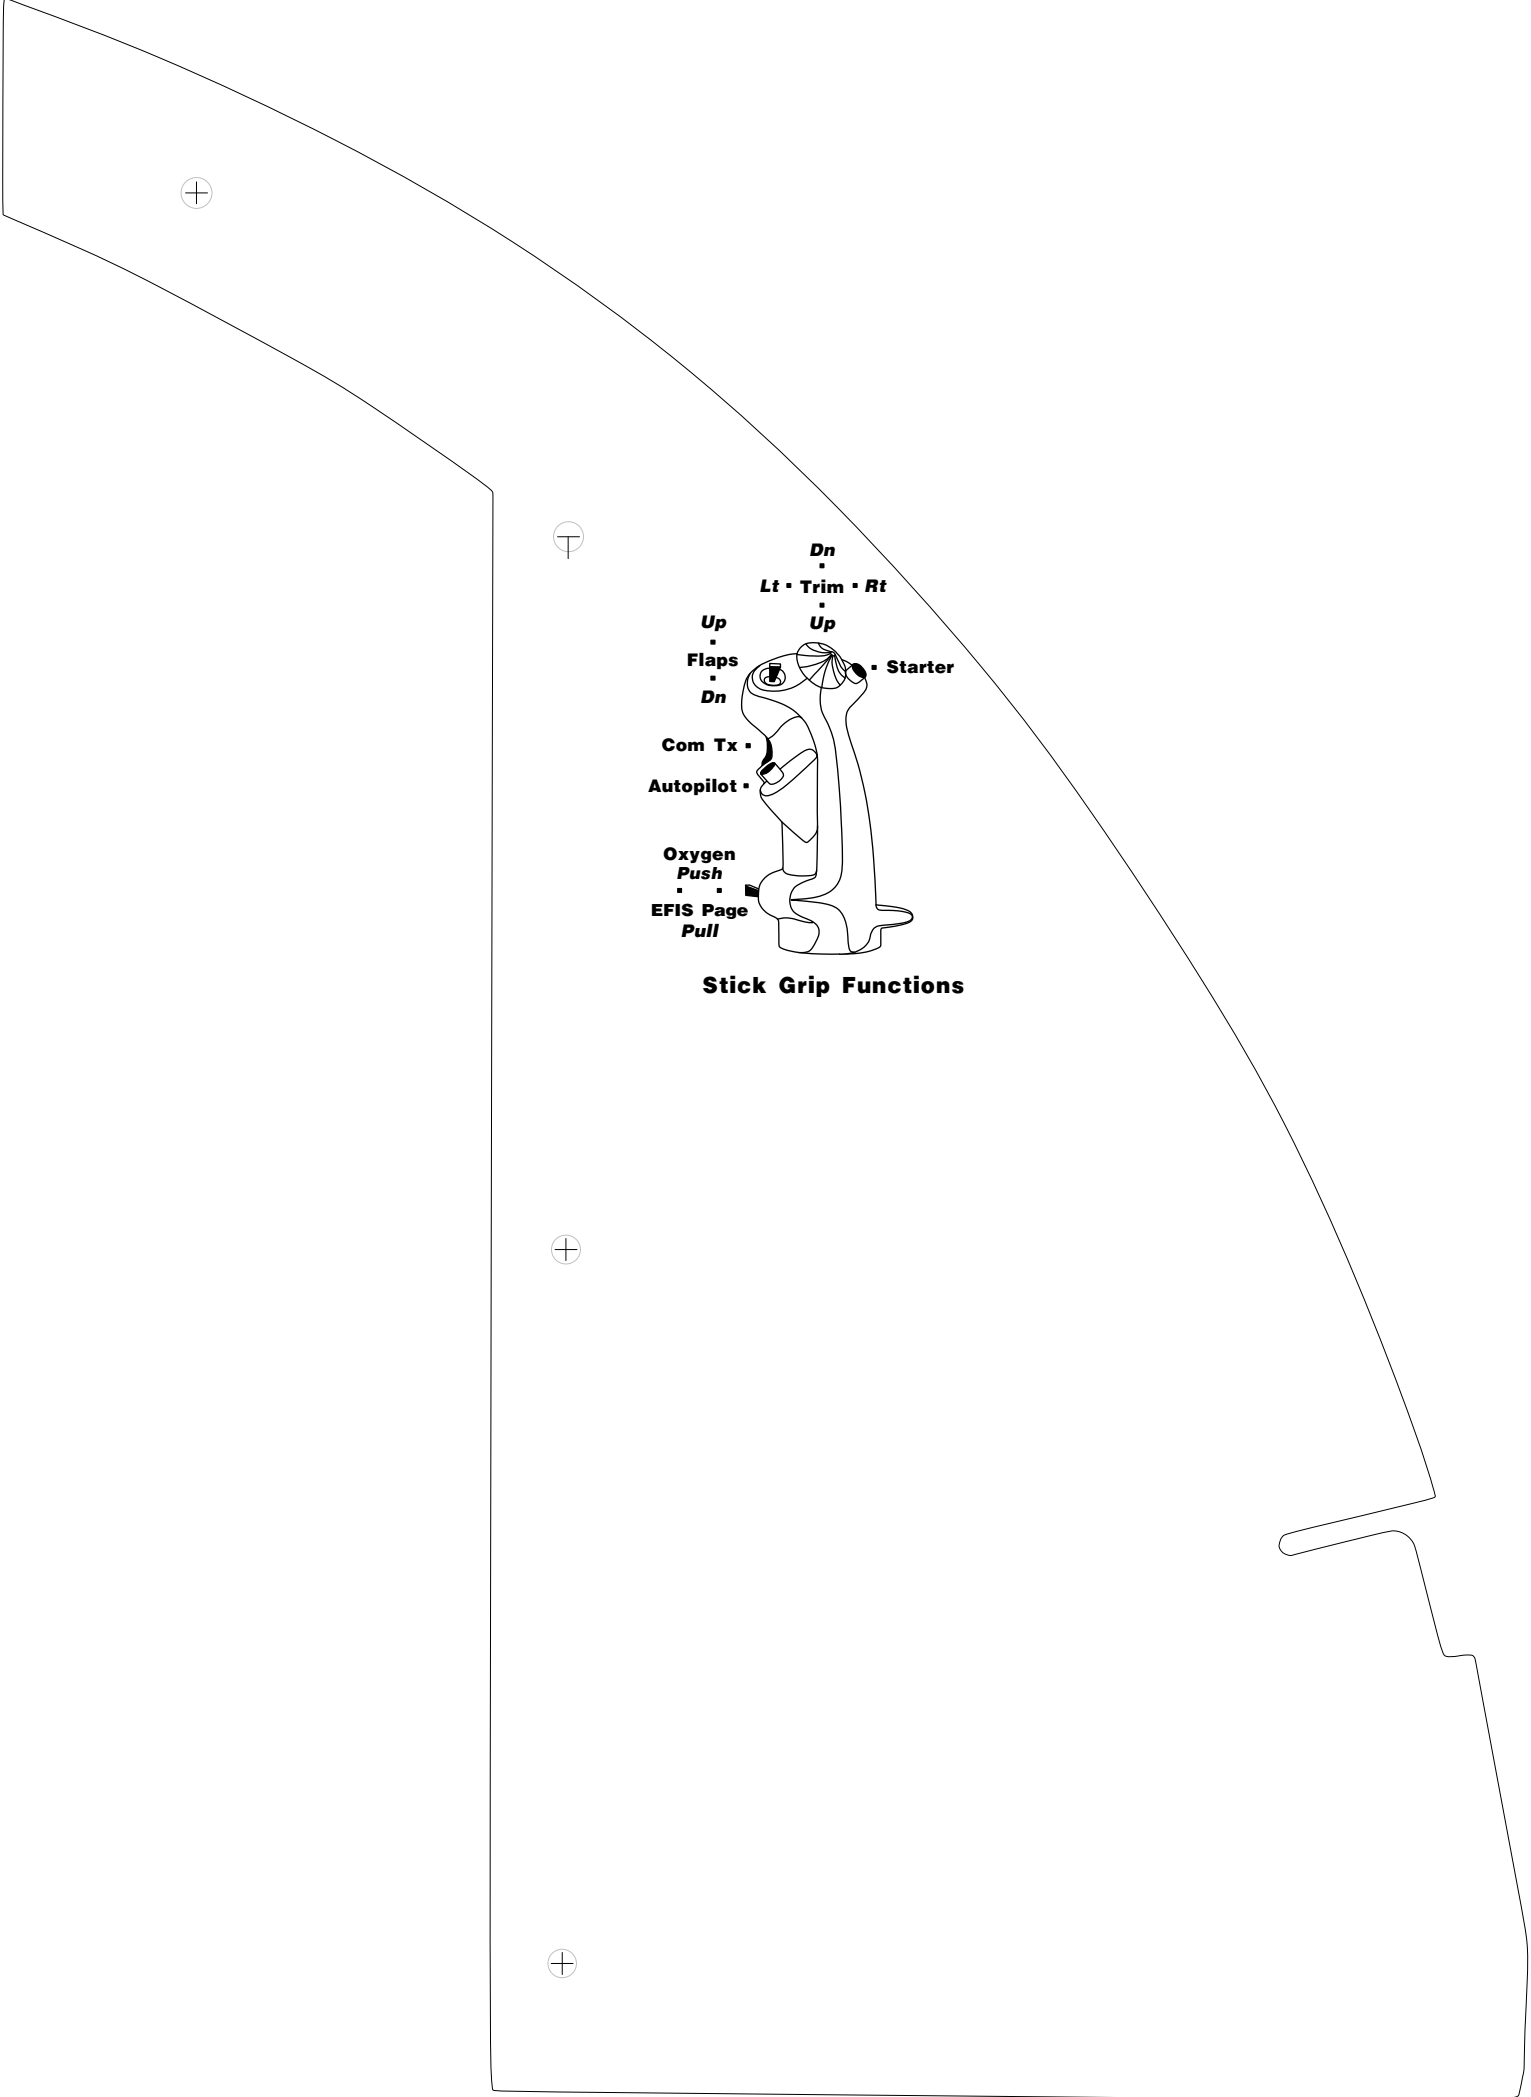 Dn
Lt ▪ Trim ▪ Rt
Up
Up
Flaps
Dn
Starter
Com Tx
Autopilot
Oxygen
Push
EFIS Page
Pull
Stick Grip Functions